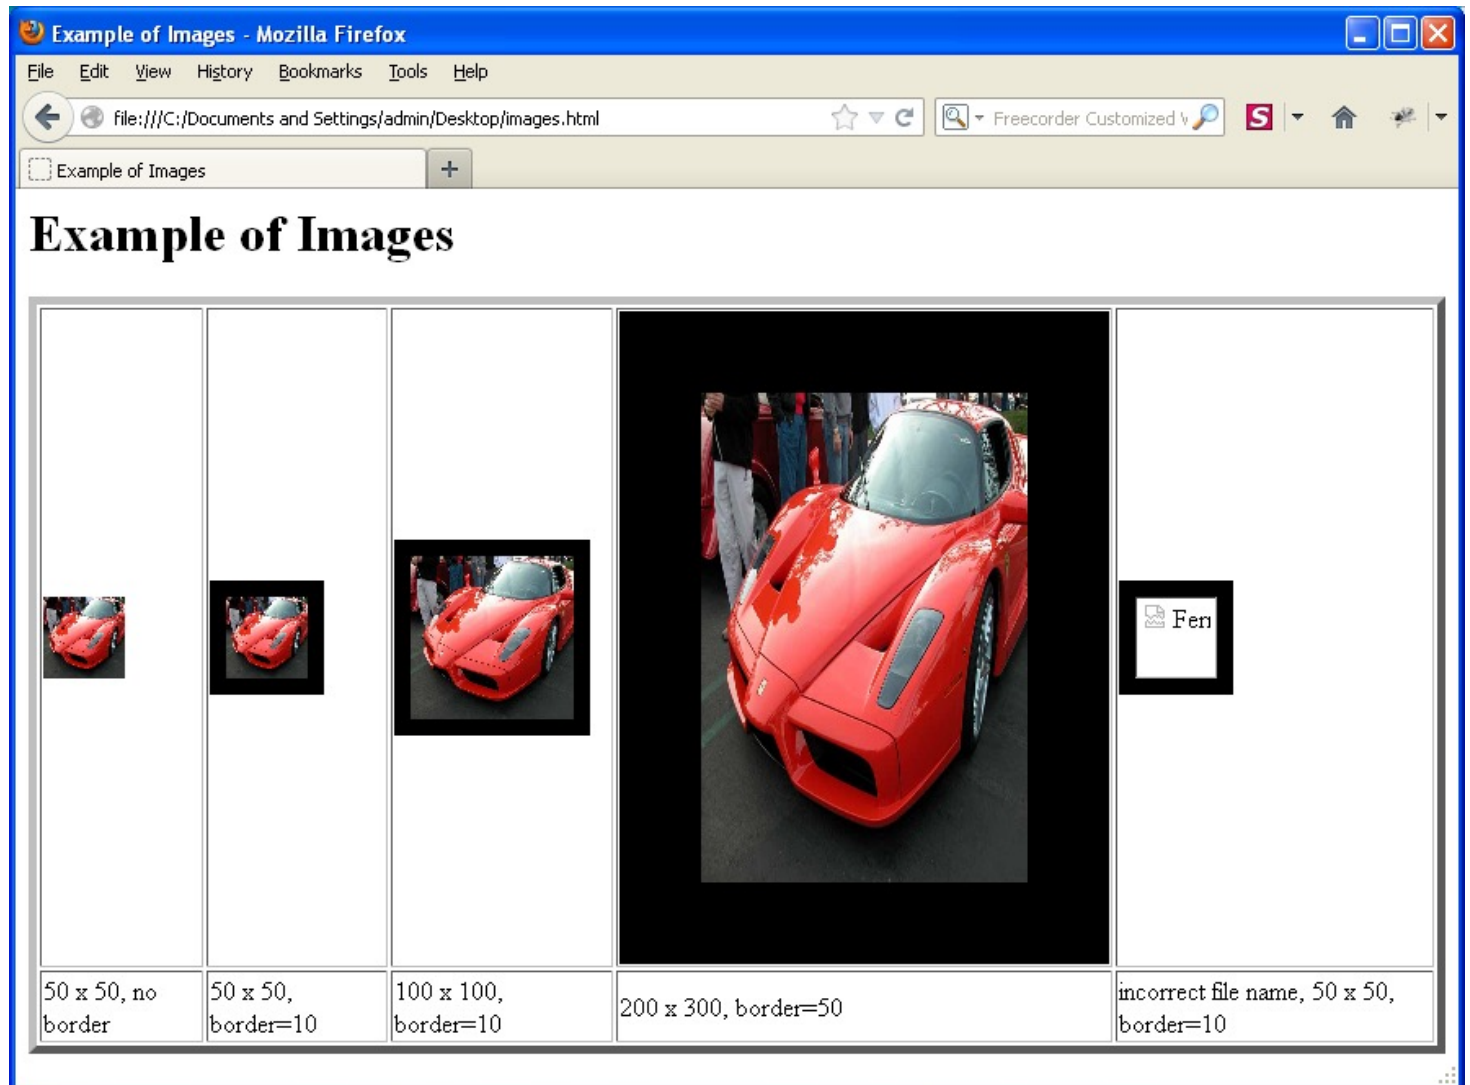 Example of Images - Mozilla Firefox
File Edit View History Bookmarks Tools Help
file:///C:/Documents and Settings/admin/Desktop/images.html Freecorder Customized S
Example of Images +
Example of Images
Ferr
50 x 50, no
border
50 x 50,
border=10
100 x 100,
border=10
200 x 300, border=50
incorrect file name, 50 x 50,
border=10